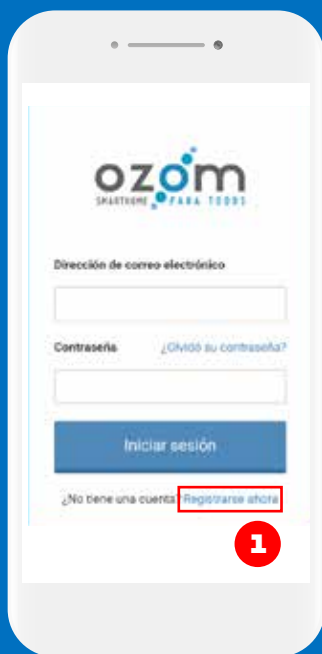 ozom
SMARTHOME PARA TODOS
Dirección de correo electrónico
Contraseña ¿Olvidó su contraseña?
Iniciar sesión
¿No tiene una cuenta? Registrarse ahora
1